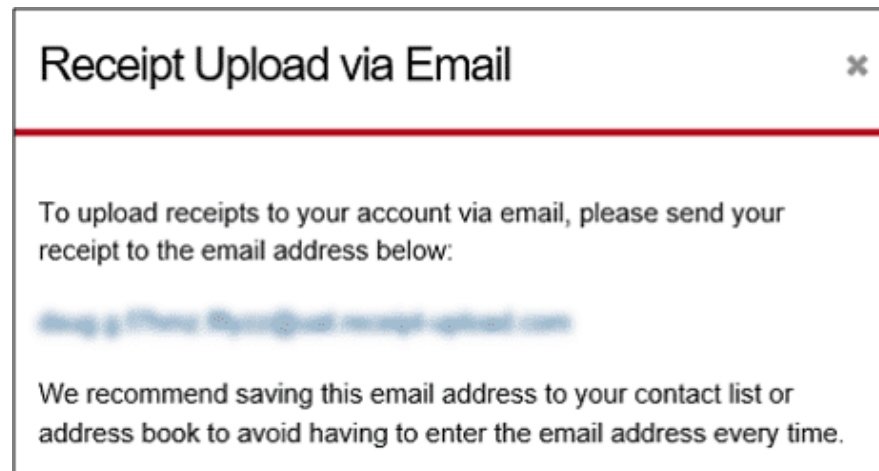 Receipt Upload via Email
To upload receipts to your account via email, please send your
receipt to the email address below:
We recommend saving this email address to your contact list or
address book to avoid having to enter the email address every time.